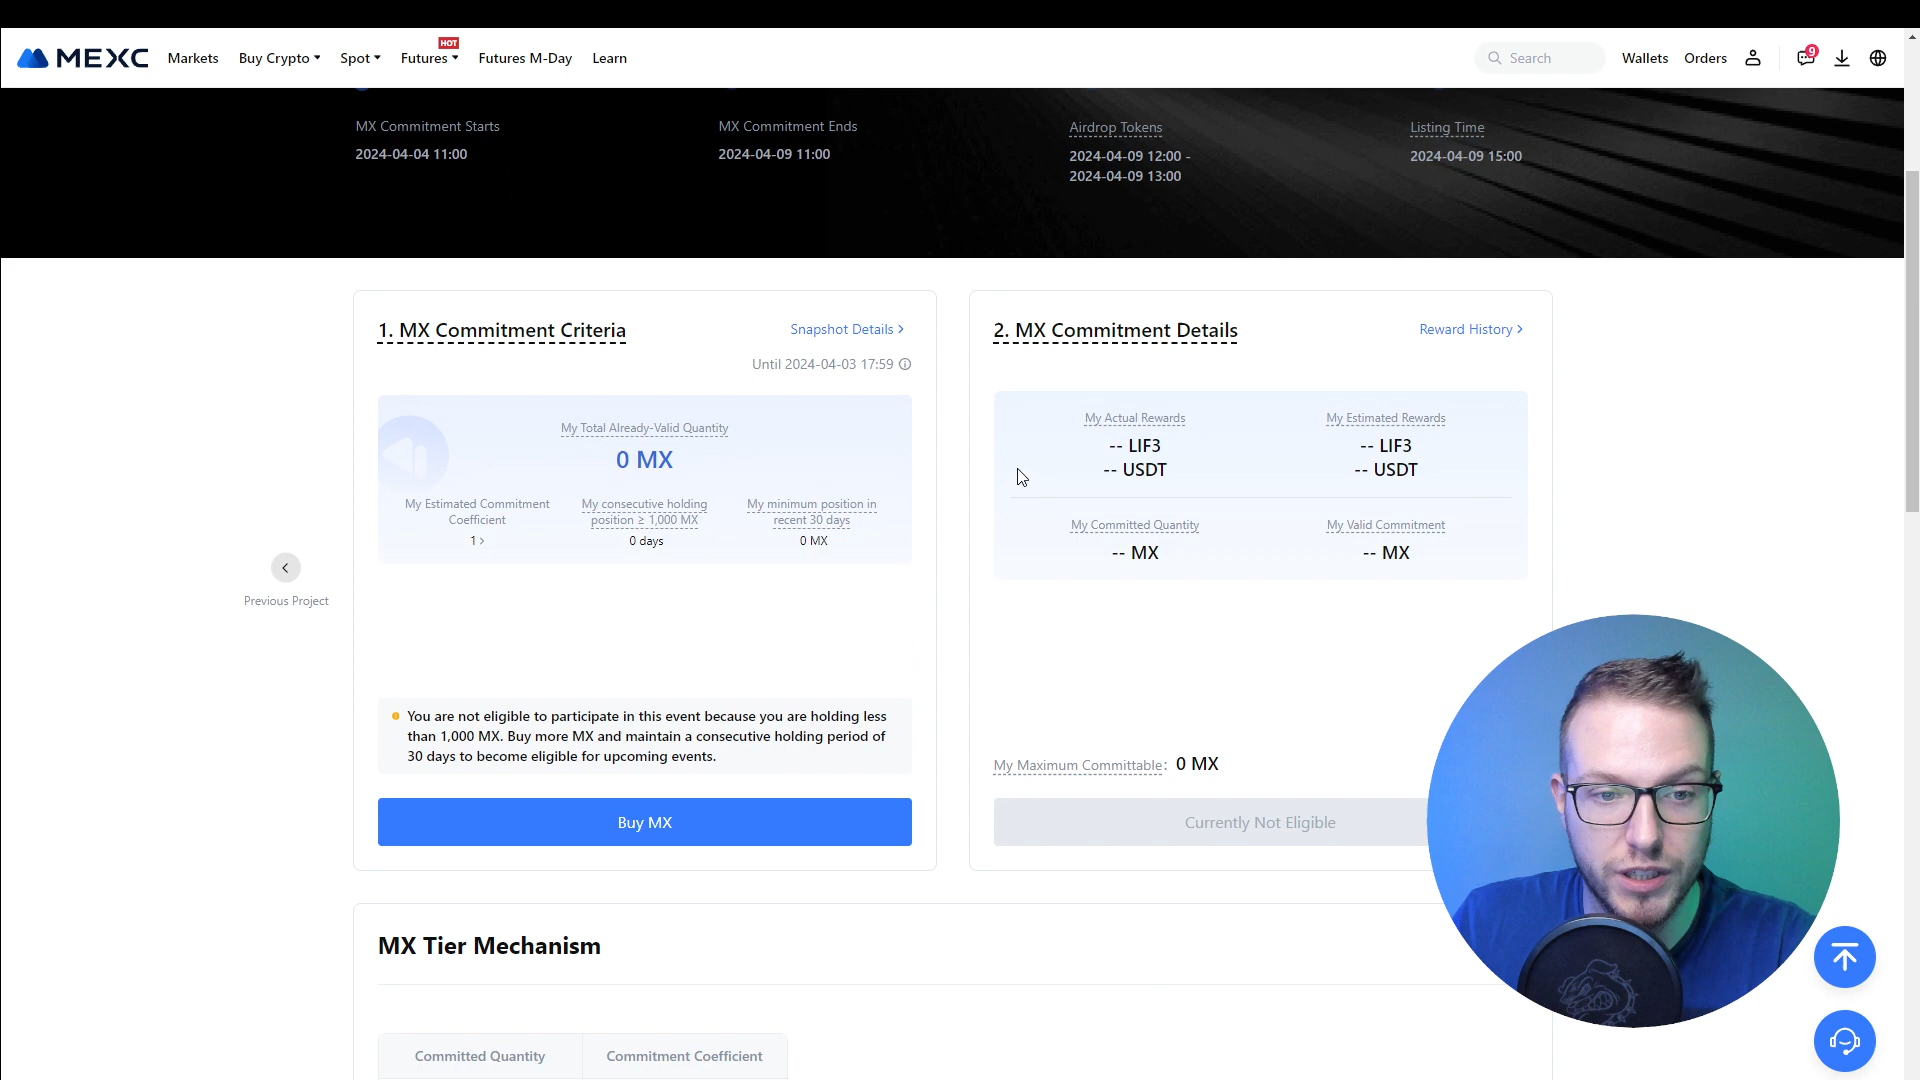 MEXC
Markets
Buy Crypto
Spot
Futures
HOT
Futures M-Day
Learn
Search
Wallets
Orders
9
MX Commitment Starts
2024-04-04 11:00
MX Commitment Ends
2024-04-09 11:00
Airdrop Tokens
2024-04-09 12:00 -
2024-04-09 13:00
Listing Time
2024-04-09 15:00
1. MX Commitment Criteria
Snapshot Details >
Until 2024-04-03 17:59
My Total Already-Valid Quantity
0 MX
My Estimated Commitment
Coefficient
1 >
My consecutive holding
position ≥ 1,000 MX
0 days
My minimum position in
recent 30 days
0 MX
You are not eligible to participate in this event because you are holding less
than 1,000 MX. Buy more MX and maintain a consecutive holding period of
30 days to become eligible for upcoming events.
Buy MX
Previous Project
2. MX Commitment Details
Reward History >
My Actual Rewards
-- LIF3
-- USDT
My Estimated Rewards
-- LIF3
-- USDT
My Committed Quantity
-- MX
My Valid Commitment
-- MX
My Maximum Committable: 0 MX
Currently Not Eligible
MX Tier Mechanism
Committed Quantity
Commitment Coefficient